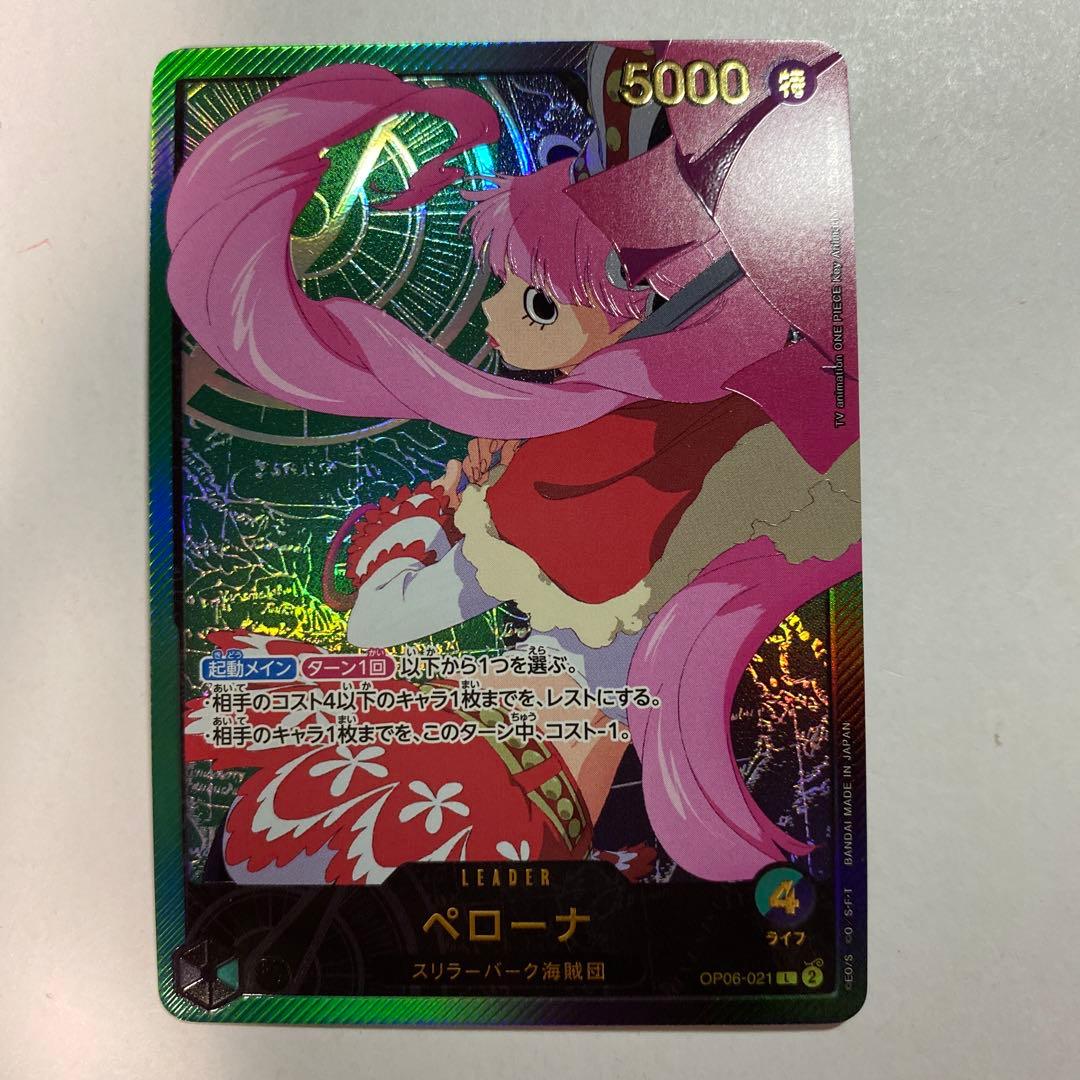 5000 特
TV animation ONE PIECE
起動メイン ターン1回 以下から1つを選ぶ。
・相手のコスト4以下のキャラ1枚までを、レストにする。
・相手のキャラ1枚までを、このターン中、コスト-1。
LEADER
ペローナ
スリラーバーク海賊団
4
ライフ
OP06-021 L 2
©EO/S ©O/S･F･T BANDAI MADE IN JAPAN